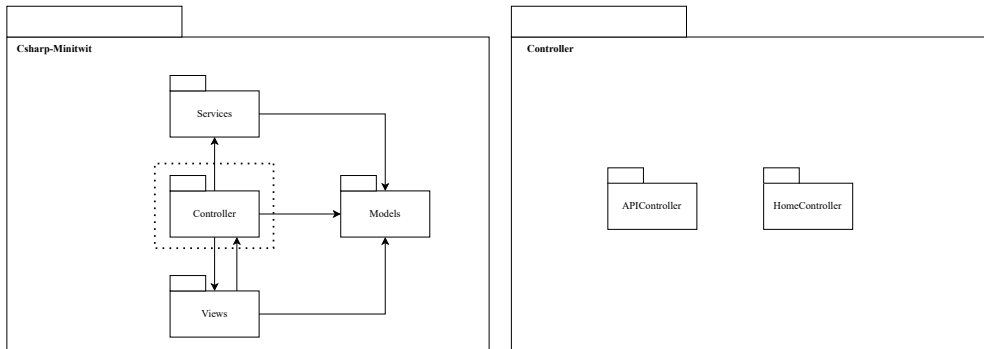 Csharp-Minitwit
Services
Controller
Models
Views
Controller
APIController
HomeController